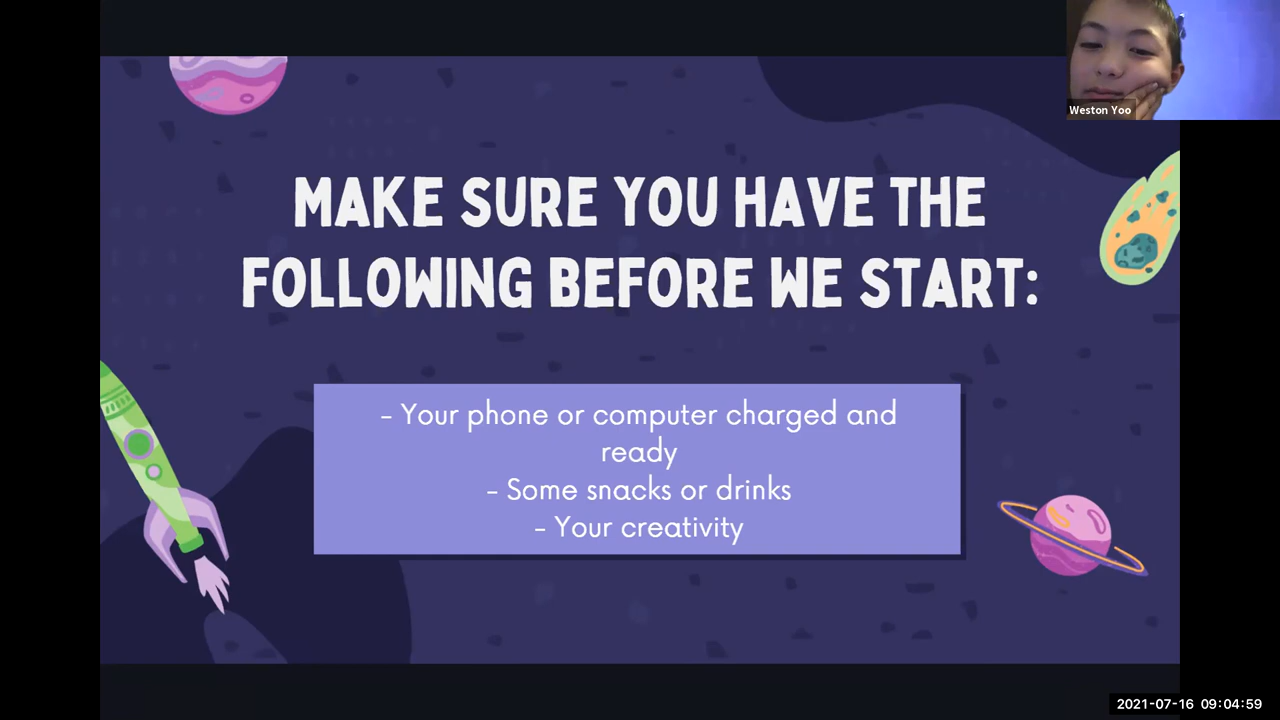 Weston Yoo
MAKE SURE YOU HAVE THE
FOLLOWING BEFORE WE START:
- Your phone or computer charged and
ready
- Some snacks or drinks
- Your creativity
2021-07-16 09:04:59